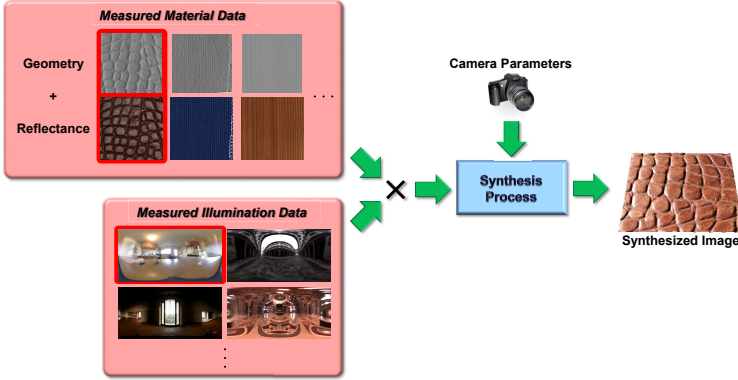 Measured Material Data
Geometry
+
Reflectance
. . .
Camera Parameters
×
Synthesis
Process
Synthesized Image
Measured Illumination Data
. . .